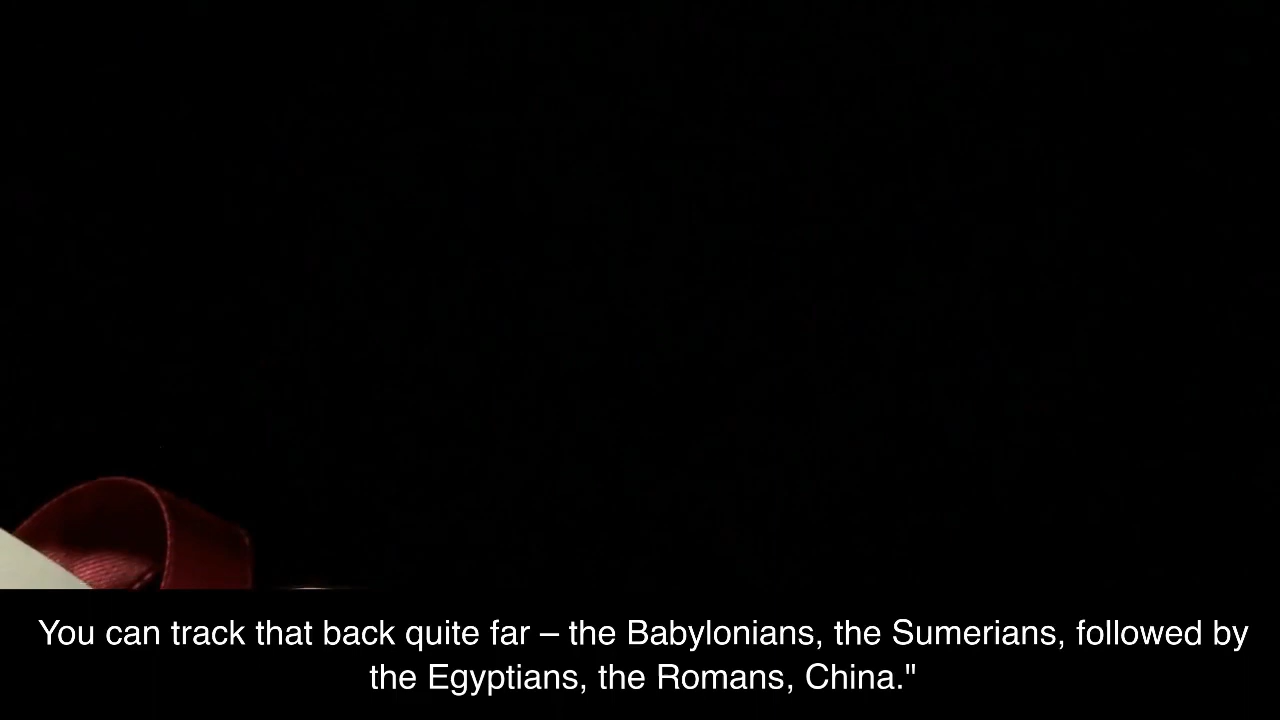 You can track that back quite far – the Babylonians, the Sumerians, followed by
the Egyptians, the Romans, China."